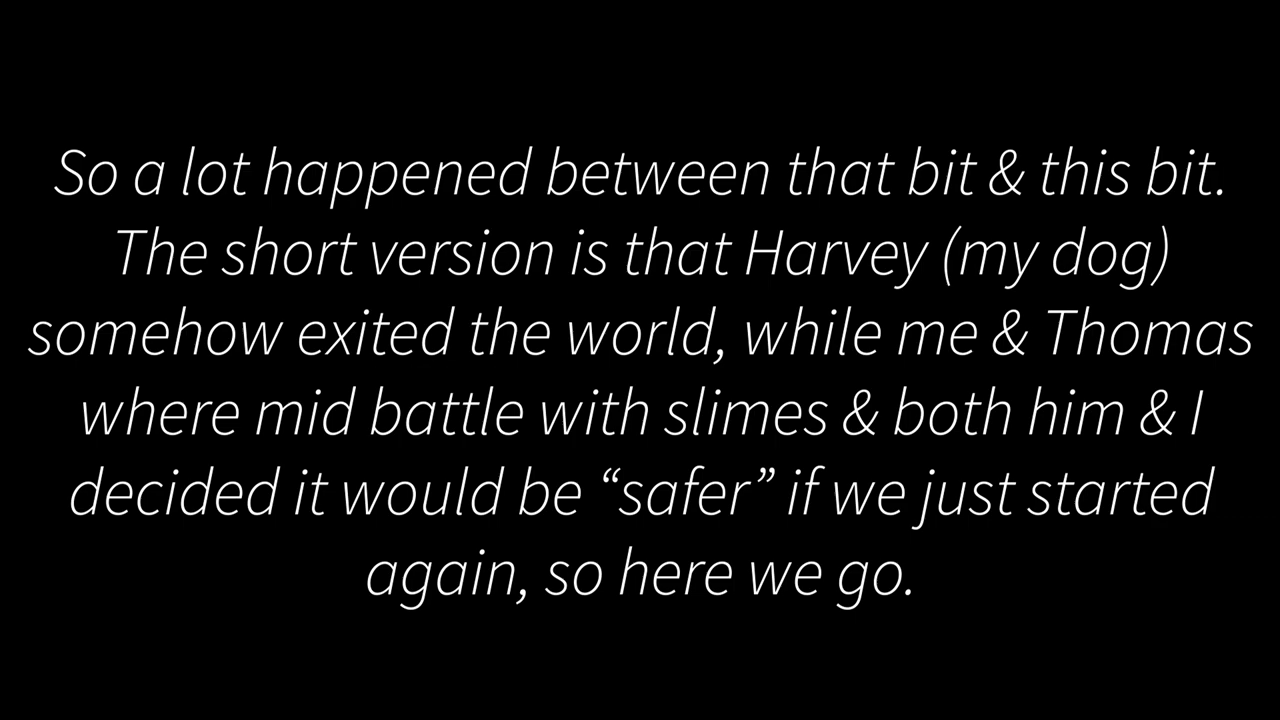 So a lot happened between that bit & this bit.
The short version is that Harvey (my dog)
somehow exited the world, while me & Thomas
where mid battle with slimes & both him & I
decided it would be “safer” if we just started
again, so here we go.